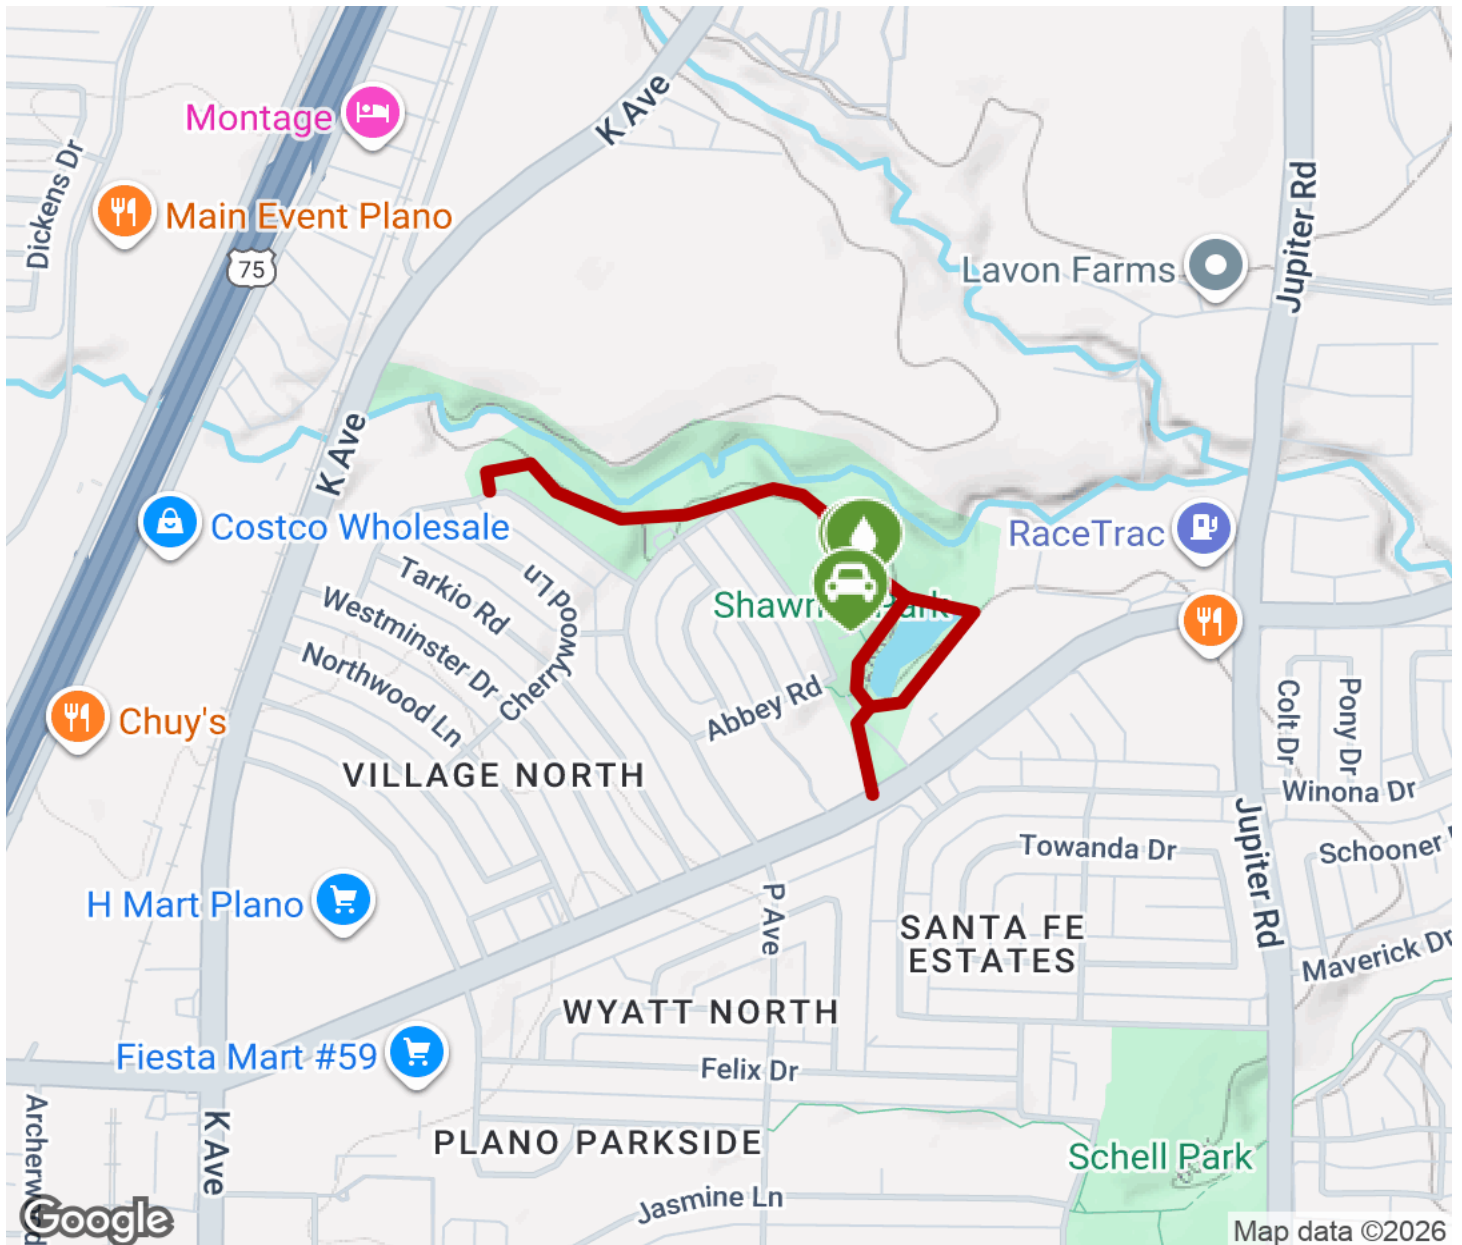 K Ave
Montage
Dickens Dr
Jupiter Rd
Main Event Plano
75
Lavon Farms
K Ave
Costco Wholesale
RaceTrac
Tarkio Rd
Cherrywood Ln
Westminster Dr
Northwood Ln
Abbey Rd
Colt Dr
Pony Dr
Chuy's
VILLAGE NORTH
Winona Dr
Towanda Dr
Schooner
Jupiter Rd
H Mart Plano
P Ave
SANTA FE
ESTATES
Maverick Dr
WYATT NORTH
Fiesta Mart #59
Felix Dr
K Ave
PLANO PARKSIDE
Schell Park
Jasmine Ln
Google
Map data ©2026